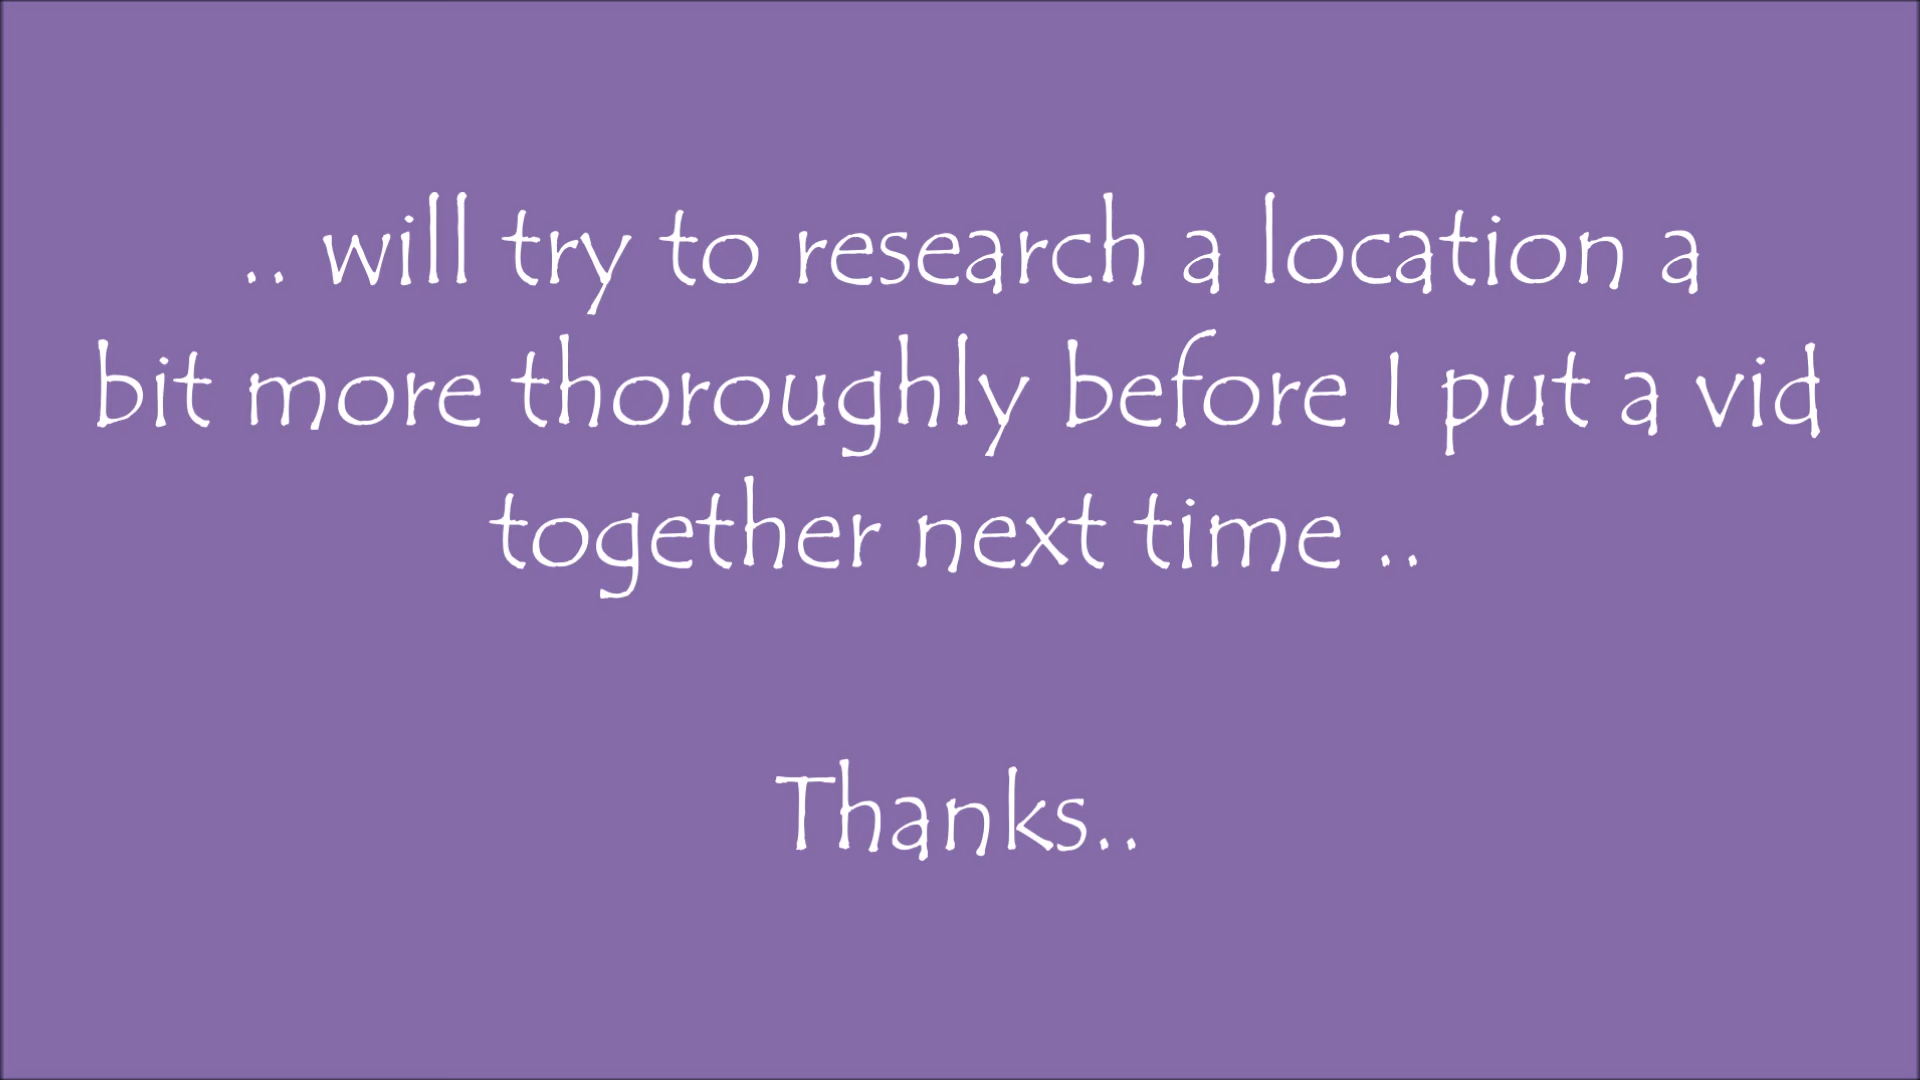 .. will try to research a location a
bit more thoroughly before I put a vid
together next time ..
Thanks..